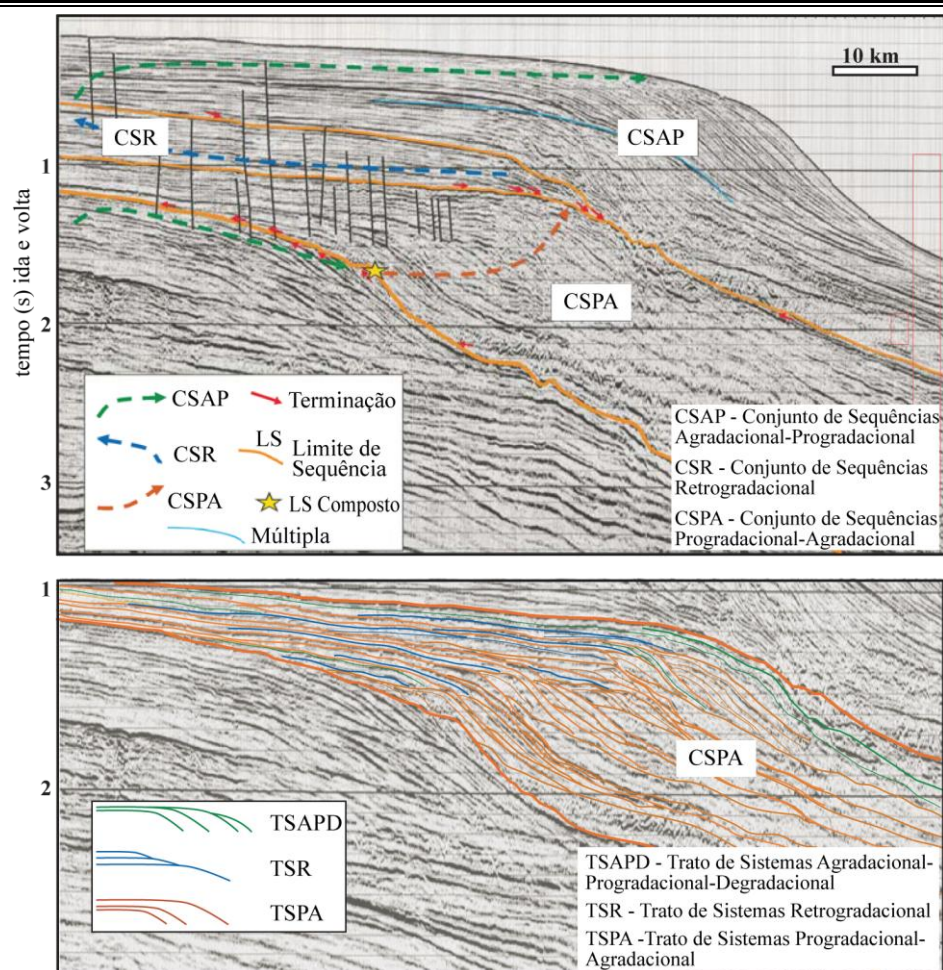 10 km
CSR
CSAP
1
tempo (s) ida e volta
CSPA
2
CSAP
Terminação
CSR
LS
Limite de
Sequência
CSPA
LS Composto
Múltipla
CSAP - Conjunto de Sequências
Agradacional-Progradacional
CSR - Conjunto de Sequências
Retrogradacional
CSPA - Conjunto de Sequências
Progradacional-Agradacional
3
1
CSPA
2
TSAPD
TSR
TSPA
TSAPD - Trato de Sistemas Agradacional-
Progradacional-Degradacional
TSR - Trato de Sistemas Retrogradacional
TSPA -Trato de Sistemas Progradacional-
Agradacional